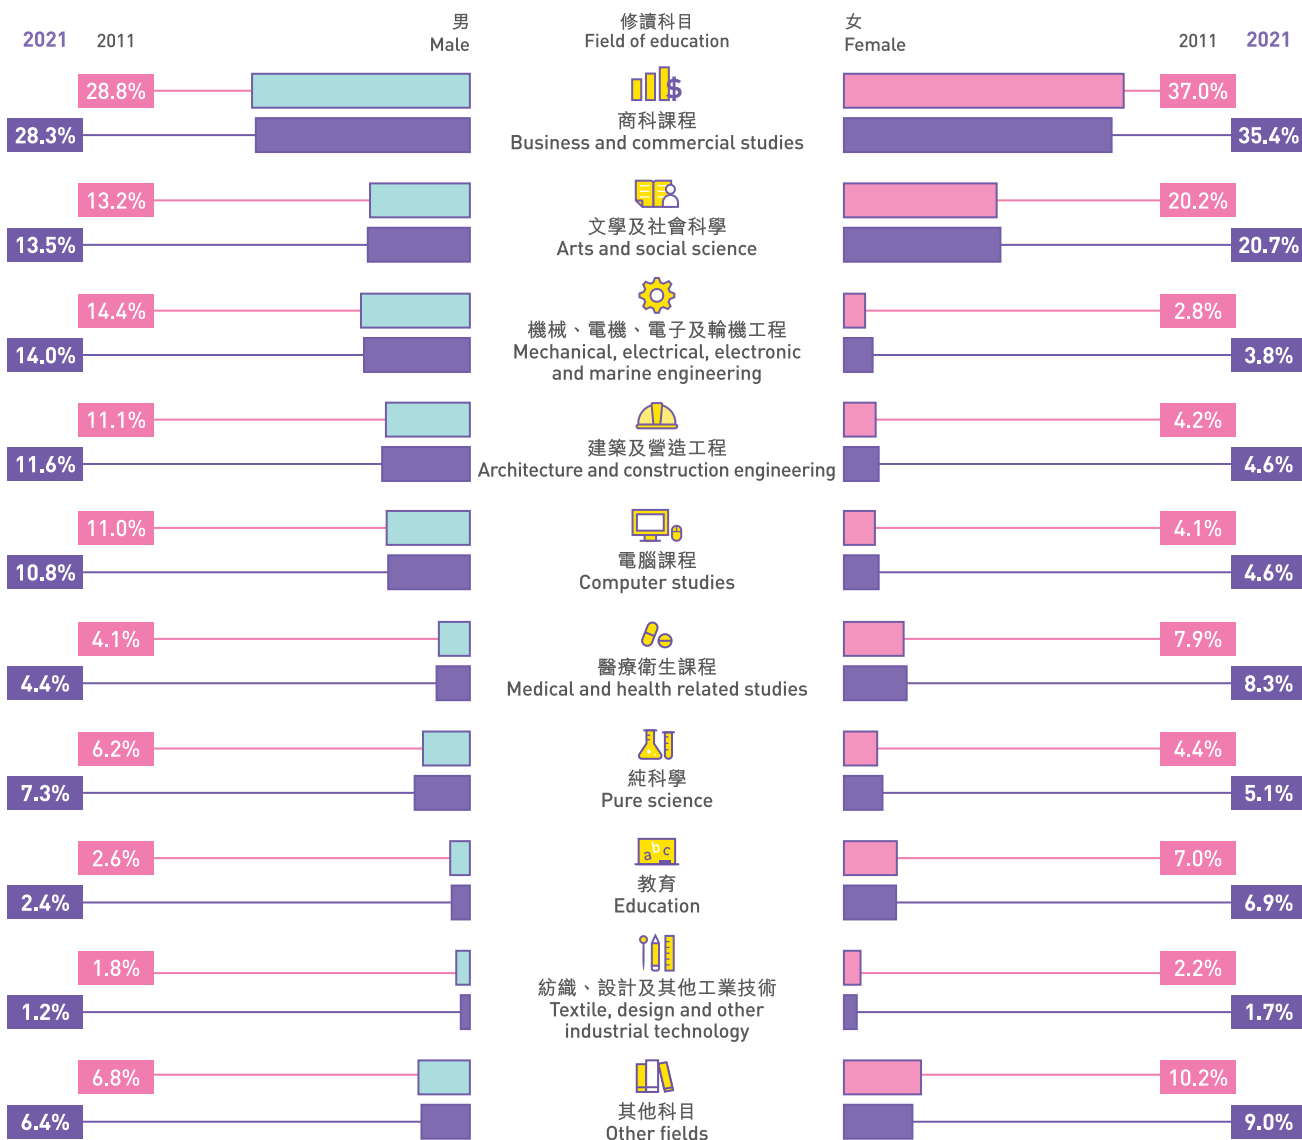 2021 2011 男 修讀科目 女 2011 2021
Male Field of education Female
28.8% $ 37.0%
28.3% 商科課程 35.4%
Business and commercial studies
13.2% 20.2%
13.5% 文學及社會科學 20.7%
Arts and social science
14.4% 2.8%
14.0% 機械、電機、電子及輪機工程 3.8%
Mechanical, electrical, electronic
and marine engineering
11.1% 4.2%
11.6% 建築及營造工程 4.6%
Architecture and construction engineering
11.0% 4.1%
10.8% 電腦課程 4.6%
Computer studies
4.1% 7.9%
4.4% 醫療衞生課程 8.3%
Medical and health related studies
6.2% 4.4%
7.3% 純科學 5.1%
Pure science
2.6% abc 7.0%
2.4% 教育 6.9%
Education
1.8% 2.2%
1.2% 紡織、設計及其他工業技術 1.7%
Textile, design and other
industrial technology
6.8% 10.2%
6.4% 其他科目 9.0%
Other fields